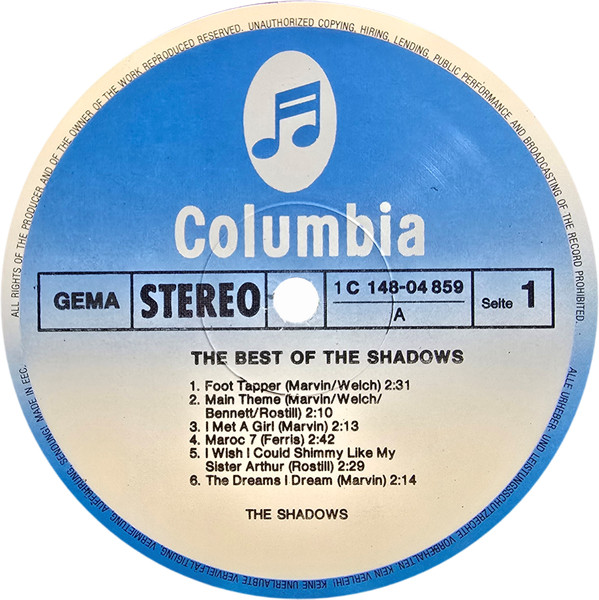 ALL RIGHTS OF THE PRODUCER AND OF THE OWNER OF THE WORK REPRODUCED RESERVED. UNAUTHORIZED COPYING, HIRING, LENDING, PUBLIC PERFORMANCE AND BROADCASTING OF THE RECORD PROHIBITED.
Columbia
GEMA
STEREO
1 C 148-04 859
A
Seite 1
THE BEST OF THE SHADOWS
1. Foot Tapper (Marvin/Welch) 2:31
2. Main Theme (Marvin/Welch/
Bennett/Rostill) 2:10
3. I Met A Girl (Marvin) 2:13
4. Maroc 7 (Ferris) 2:42
5. I Wish I Could Shimmy Like My
Sister Arthur (Rostill) 2:29
6. The Dreams I Dream (Marvin) 2:14
THE SHADOWS
ALLE URHEBER- UND LEISTUNGSSCHUTZRECHTE VORBEHALTEN. KEIN VERLEIH! KEINE UNERLAUBTE VERVIELFÄLTIGUNG, VERMIETUNG, AUFFÜHRUNG, SENDUNG! MADE IN EEC.